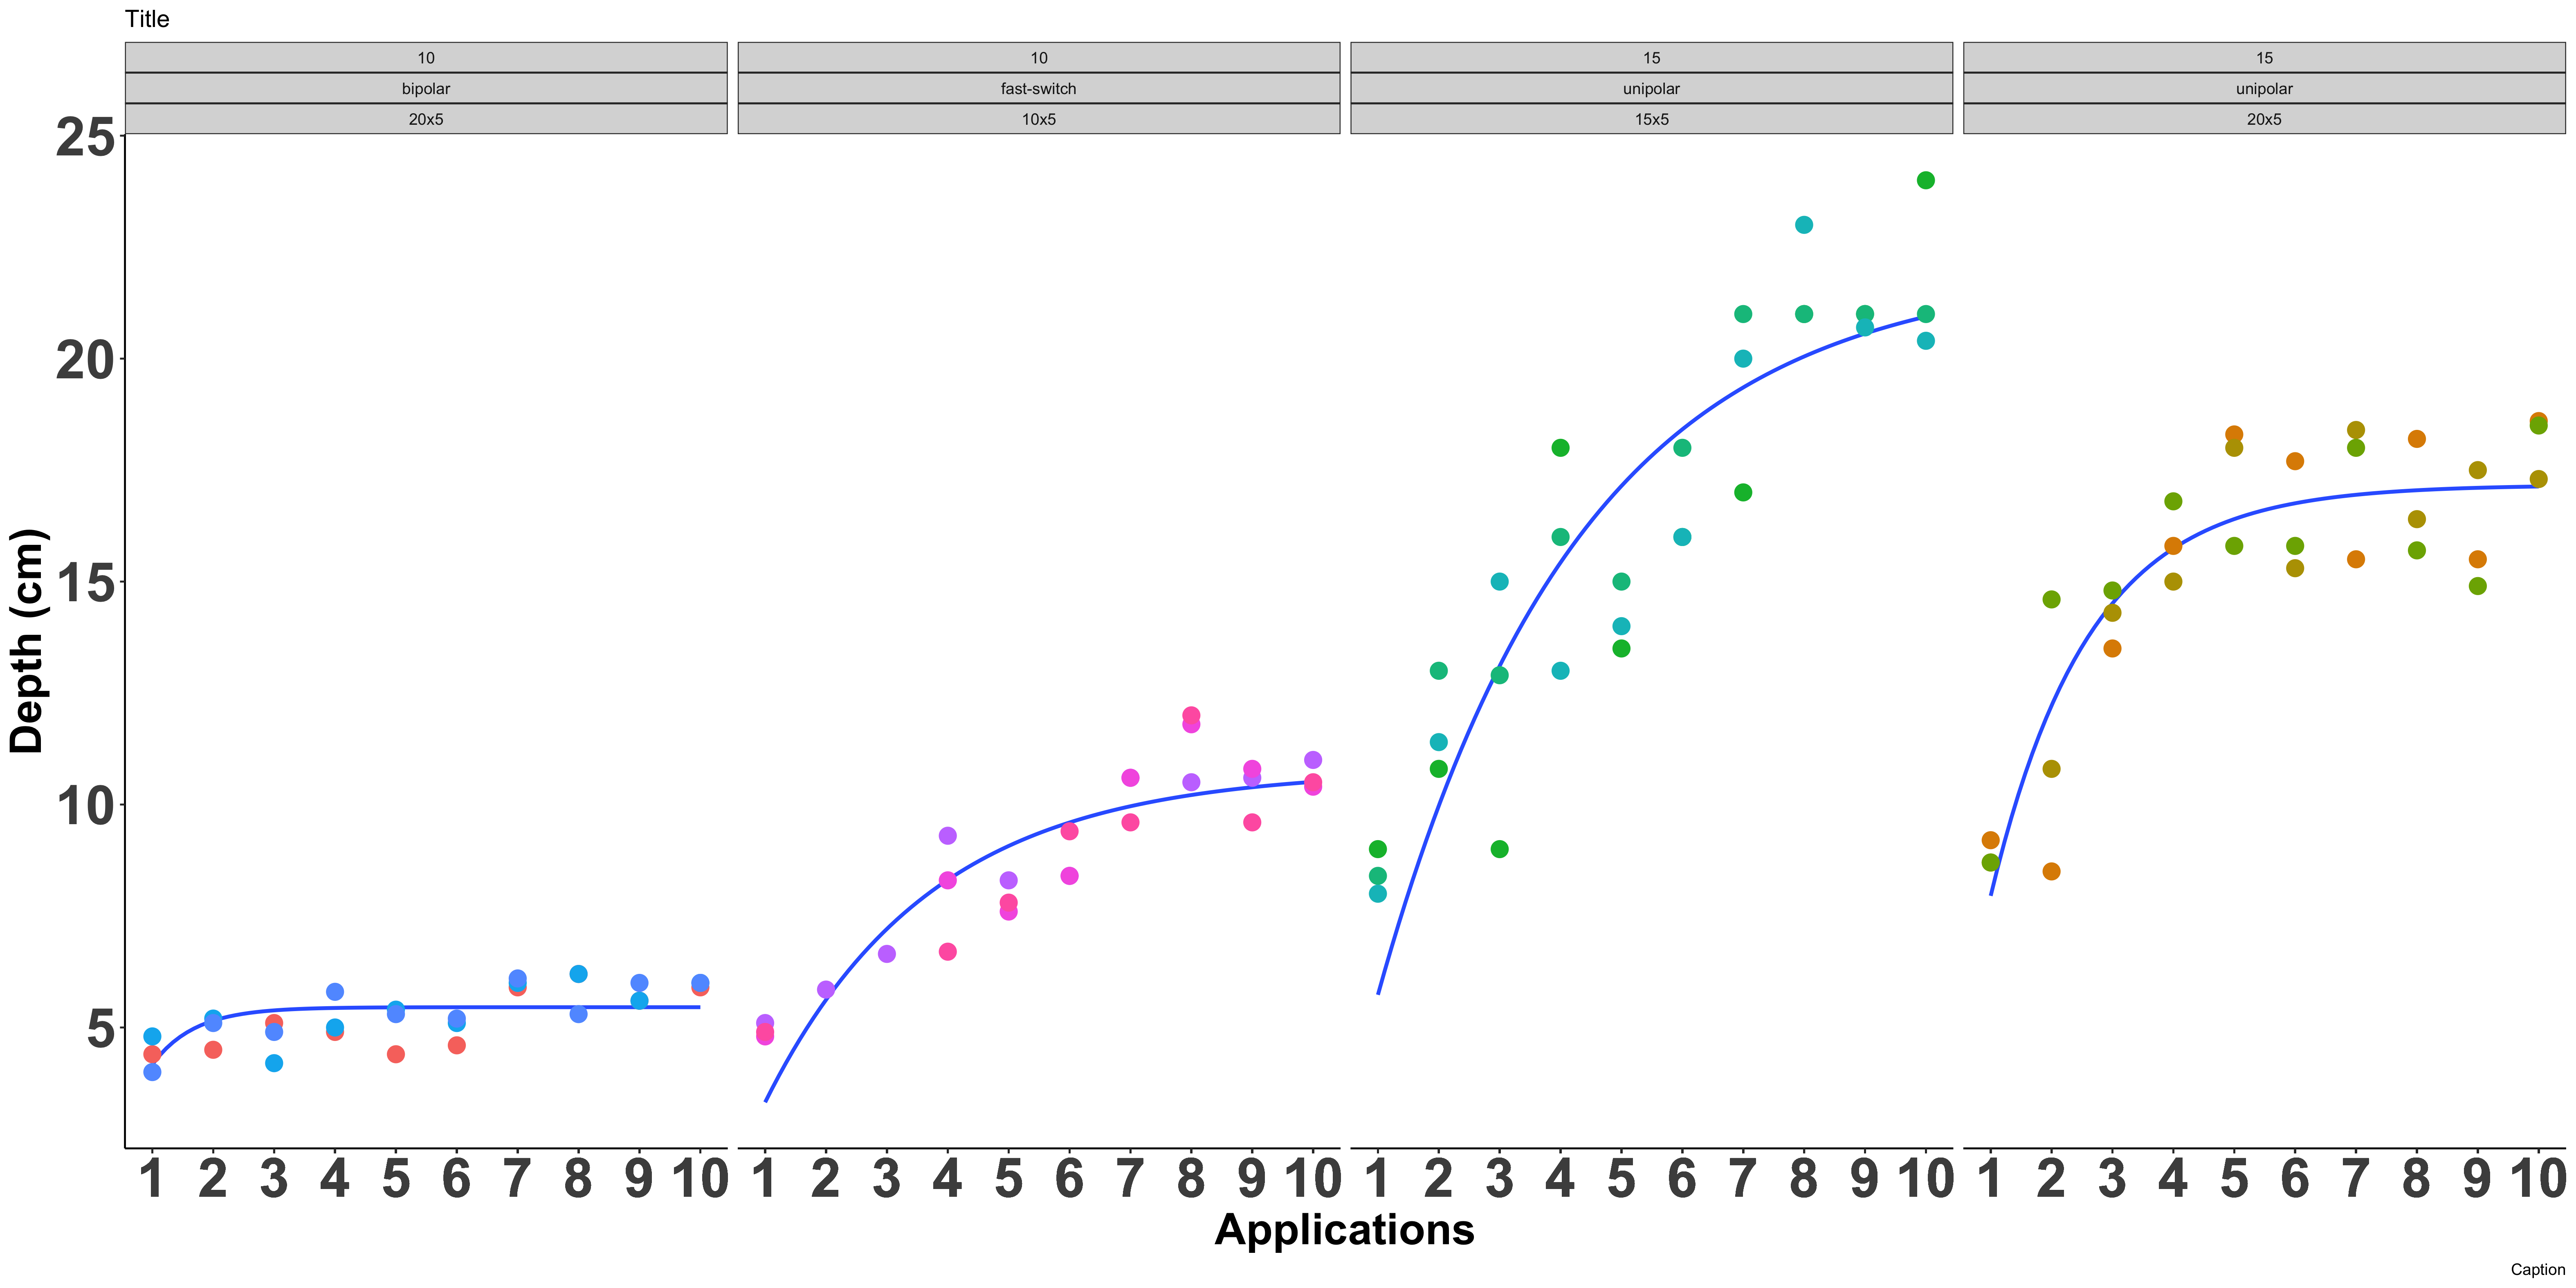 Title
10 10 15 15
bipolar fast-switch unipolar unipolar
20x5 10x5 15x5 20x5
25
20
15
10
5
Depth (cm)
1 2 3 4 5 6 7 8 9 10 1 2 3 4 5 6 7 8 9 10 1 2 3 4 5 6 7 8 9 10 1 2 3 4 5 6 7 8 9 10
Applications
Caption